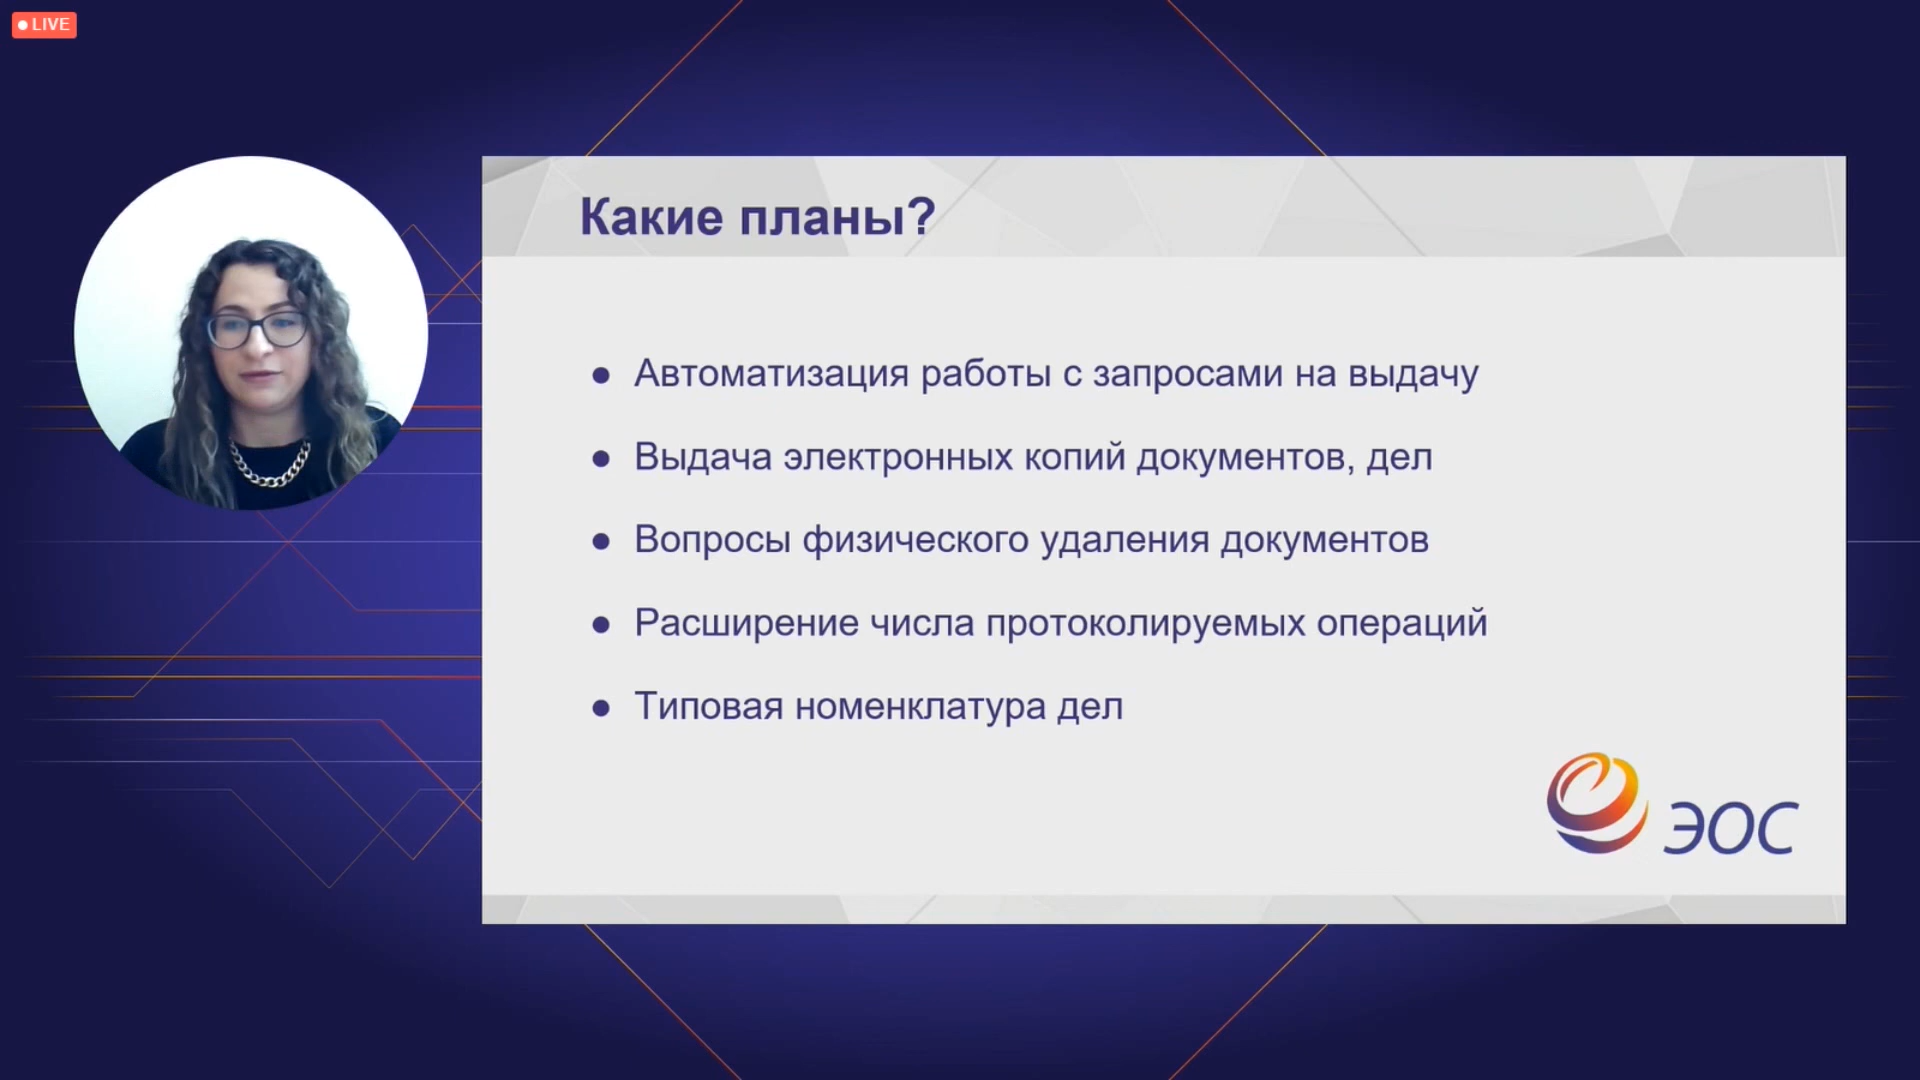 LIVE
Какие планы?
● Автоматизация работы с запросами на выдачу
● Выдача электронных копий документов, дел
● Вопросы физического удаления документов
● Расширение числа протоколируемых операций
● Типовая номенклатура дел
ЭОС